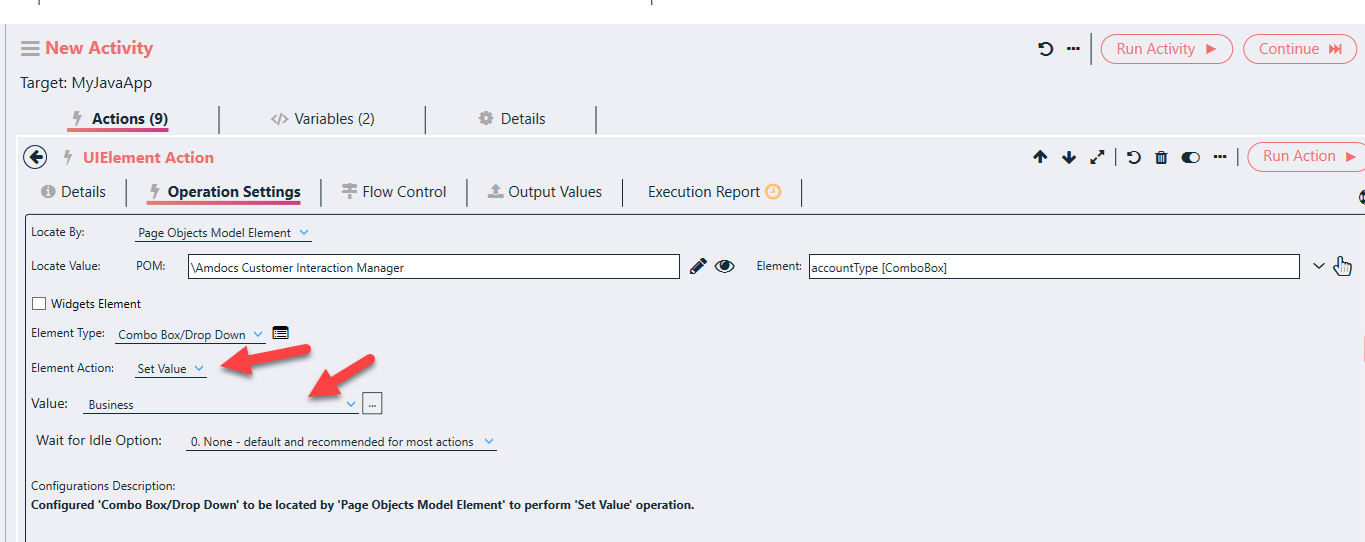 New Activity
Run Activity
Continue
Target: MyJavaApp
Actions (9)
Variables (2)
Details
UIElement Action
Run Action
Details
Operation Settings
Flow Control
Output Values
Execution Report
Locate By: Page Objects Model Element
Locate Value: POM: \Amdocs Customer Interaction Manager Element: accountType [ComboBox]
Widgets Element
Element Type: Combo Box/Drop Down
Element Action: Set Value
Value: Business ...
Wait for Idle Option: 0. None - default and recommended for most actions
Configurations Description:
Configured 'Combo Box/Drop Down' to be located by 'Page Objects Model Element' to perform 'Set Value' operation.